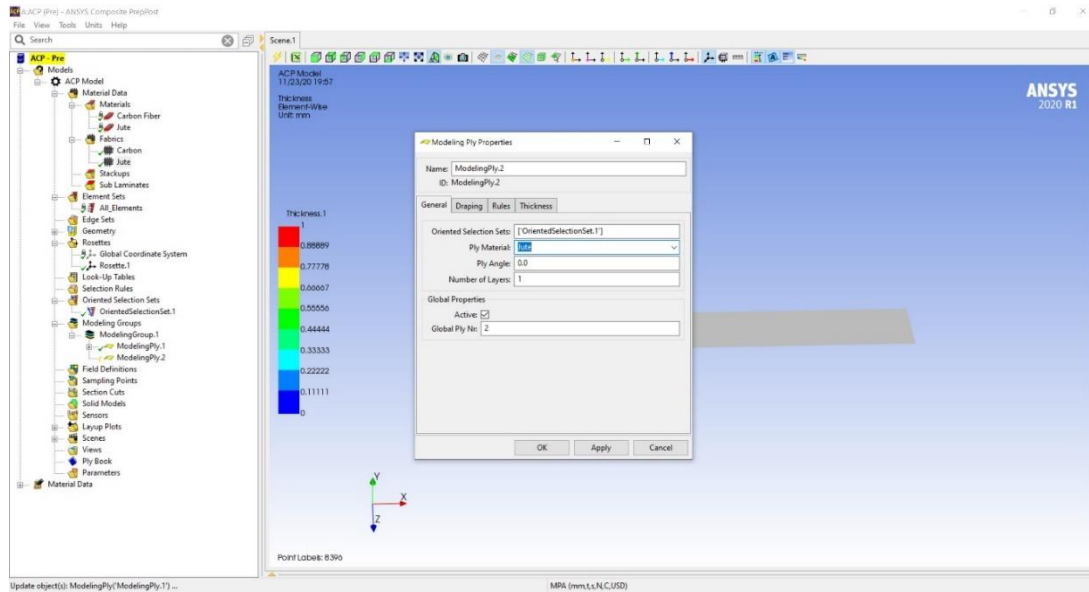 A:ACP (Pre) - ANSYS Composite PrepPost
File View Tools Units Help
Search
ACP - Pre
Models
ACP Model
Material Data
Materials
Carbon Fiber
Jute
Fabrics
Carbon
Jute
Stackups
Sub Laminates
Element Sets
All_Elements
Edge Sets
Geometry
Rosettes
Global Coordinate System
Rosette.1
Look-Up Tables
Selection Rules
Oriented Selection Sets
OrientedSelectionSet.1
Modeling Groups
ModelingGroup.1
ModelingPly.1
ModelingPly.2
Field Definitions
Sampling Points
Section Cuts
Solid Models
Sensors
Layup Plots
Scenes
Views
Ply Book
Parameters
Material Data
Scene.1
ACP Model
11/23/20 19:57
Thickness
Element-Wise
Unit: mm
ANSYS
2020 R1
Thickness.1
1
0.88889
0.77778
0.66667
0.55556
0.44444
0.33333
0.22222
0.11111
0
Modeling Ply Properties
Name: ModelingPly.2
ID: ModelingPly.2
General Draping Rules Thickness
Oriented Selection Sets: ['OrientedSelectionSet.1']
Ply Material: Jute
Ply Angle: 0.0
Number of Layers: 1
Global Properties
Active:
Global Ply Nr: 2
OK Apply Cancel
Y
X
Z
Point Labels: 8396
Update object(s): ModelingPly('ModelingPly.1') ...
MPA (mm,t,s,N,C,USD)